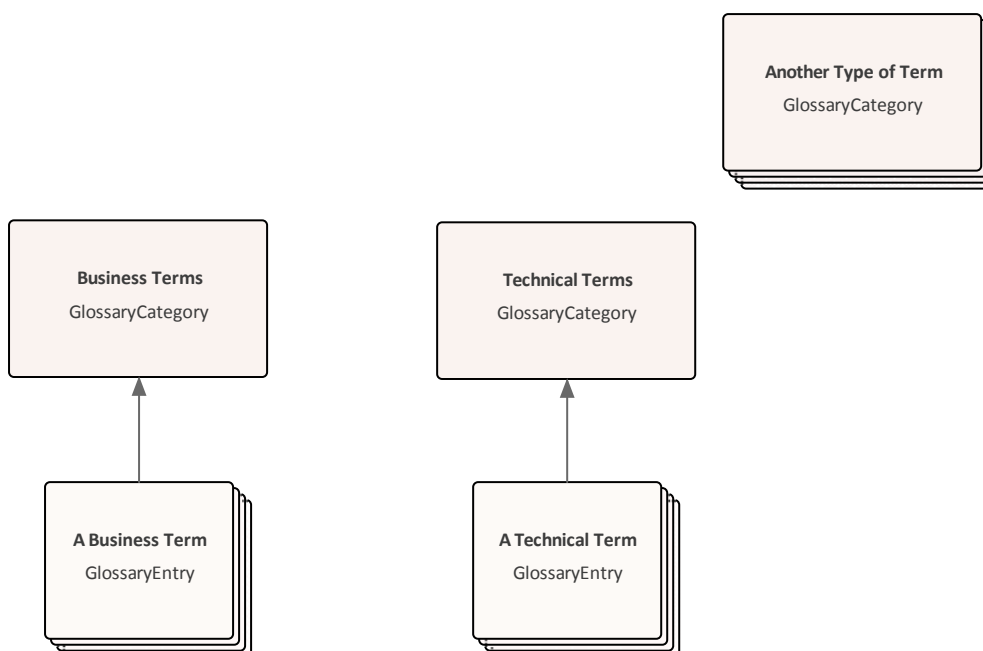 Another Type of Term
GlossaryCategory
Business Terms
GlossaryCategory
Technical Terms
GlossaryCategory
A Business Term
GlossaryEntry
A Technical Term
GlossaryEntry